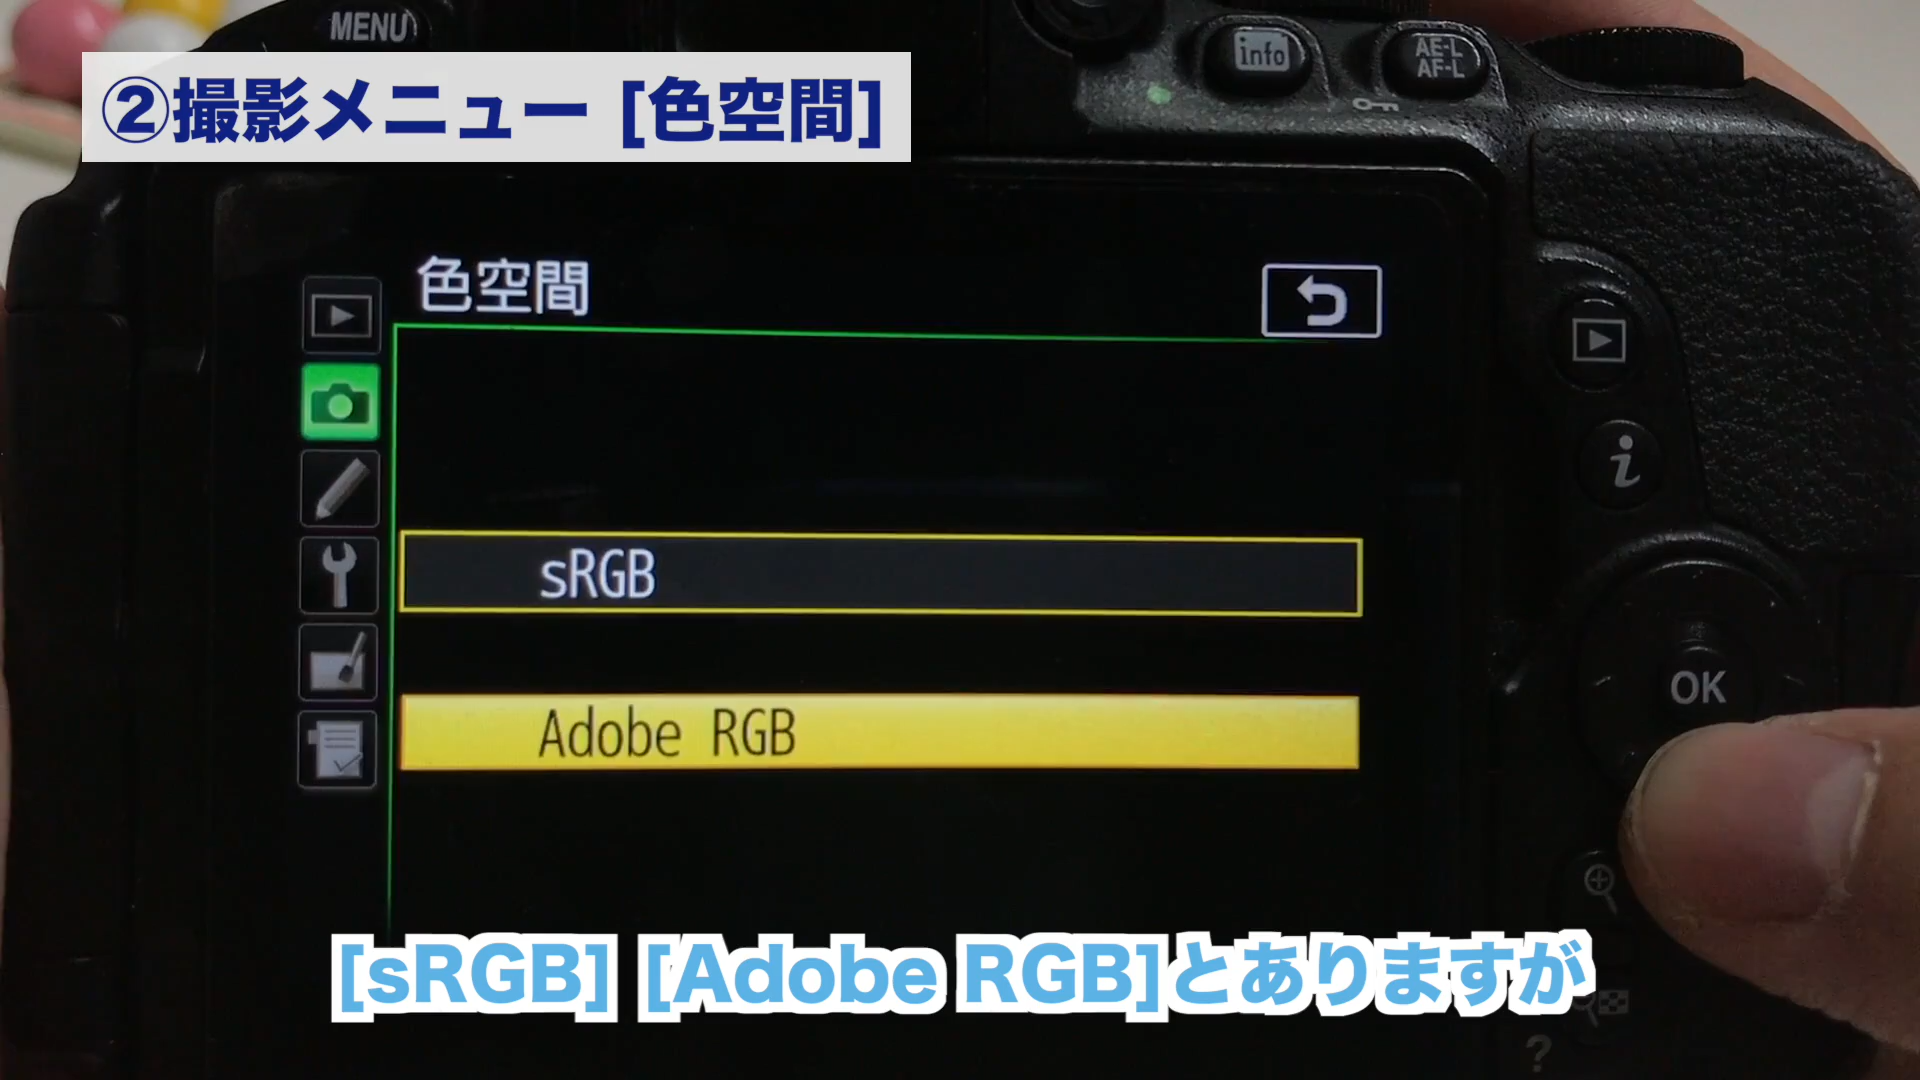 MENU
info
AE-L
AF-L
②撮影メニュー [色空間]
色空間
i
sRGB
OK
Adobe RGB
[sRGB] [Adobe RGB]とありますが
?